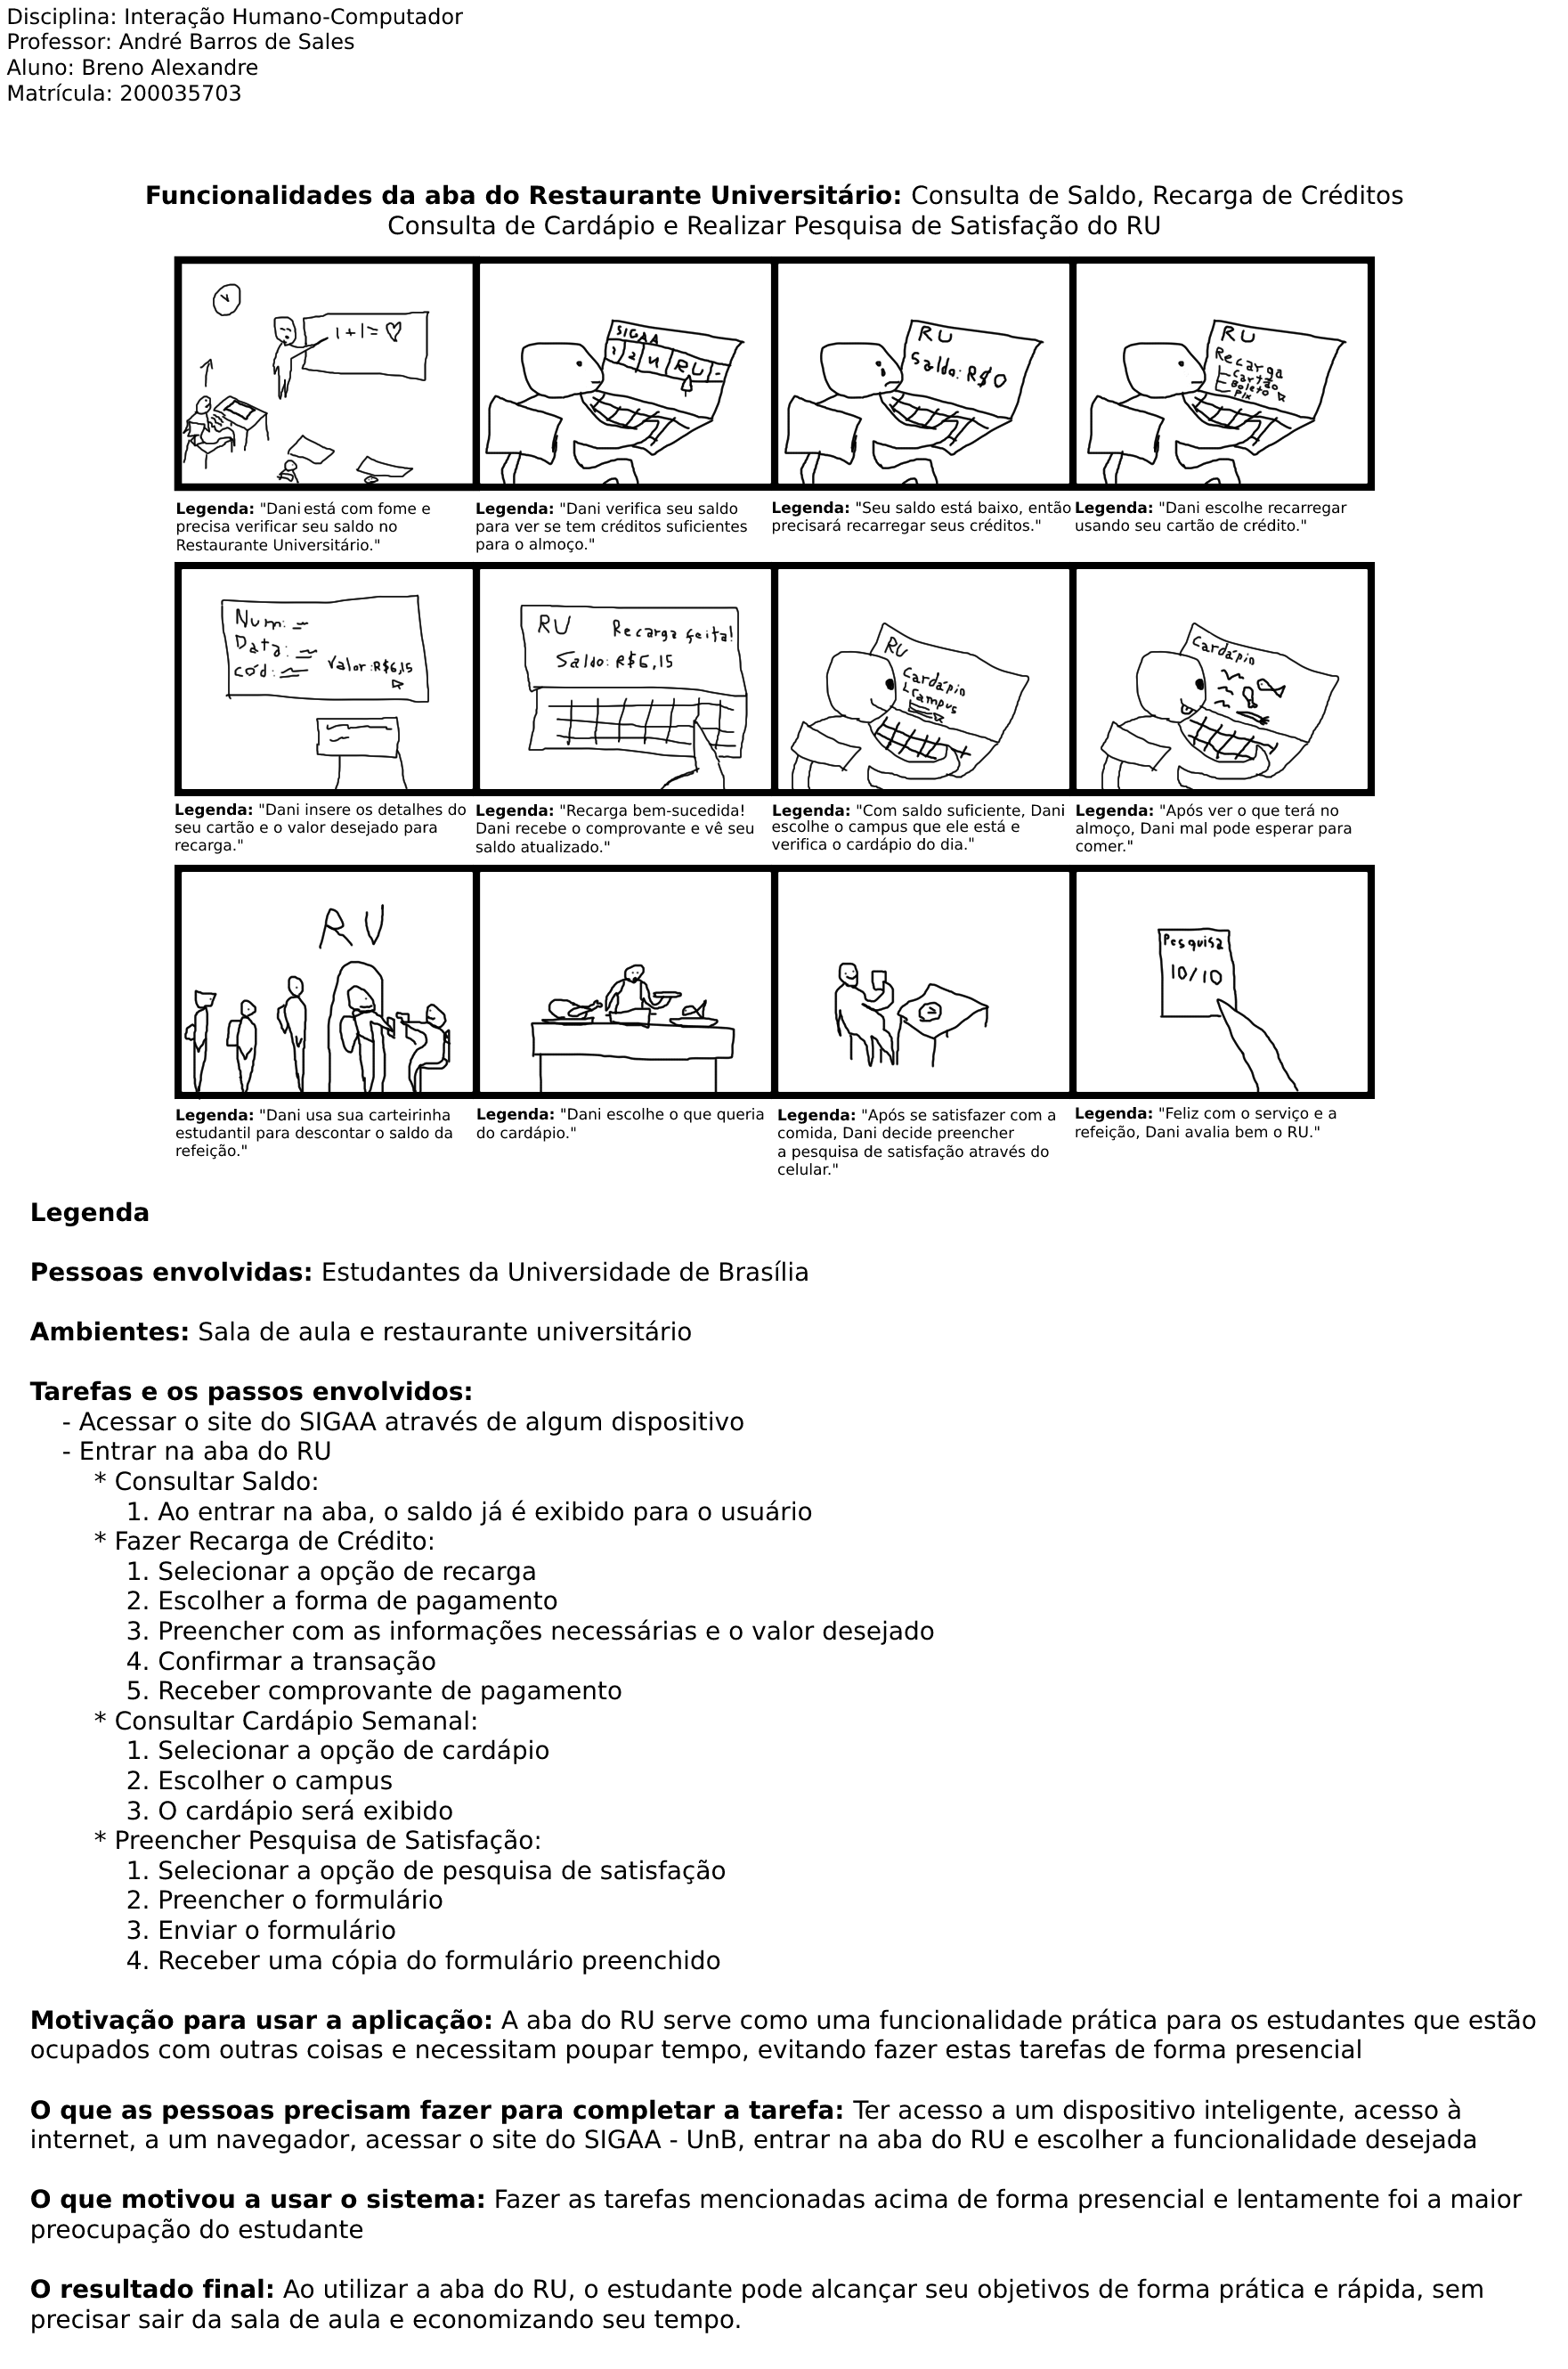 Disciplina: Interação Humano-Computador
Professor: André Barros de Sales
Aluno: Breno Alexandre
Matrícula: 200035703
Funcionalidades da aba do Restaurante Universitário: Consulta de Saldo, Recarga de Créditos
Consulta de Cardápio e Realizar Pesquisa de Satisfação do RU
1+1=
SIGAA
RU
RU
Saldo: R$0
RU
Recarga
Cartão
Boleto
Pix
Legenda: "Dani está com fome e
precisa verificar seu saldo no
Restaurante Universitário."
Legenda: "Dani verifica seu saldo
para ver se tem créditos suficientes
para o almoço."
Legenda: "Seu saldo está baixo, então
precisará recarregar seus créditos."
Legenda: "Dani escolhe recarregar
usando seu cartão de crédito."
Num:
Data:
cód: Valor:R$6,15
RU Recarga feita!
Saldo: R$6,15
RU
Cardápio
Campus
Cardápio
Legenda: "Dani insere os detalhes do
seu cartão e o valor desejado para
recarga."
Legenda: "Recarga bem-sucedida!
Dani recebe o comprovante e vê seu
saldo atualizado."
Legenda: "Com saldo suficiente, Dani
escolhe o campus que ele está e
verifica o cardápio do dia."
Legenda: "Após ver o que terá no
almoço, Dani mal pode esperar para
comer."
RU
Pesquisa
10/10
Legenda: "Dani usa sua carteirinha
estudantil para descontar o saldo da
refeição."
Legenda: "Dani escolhe o que queria
do cardápio."
Legenda: "Após se satisfazer com a
comida, Dani decide preencher
a pesquisa de satisfação através do
celular."
Legenda: "Feliz com o serviço e a
refeição, Dani avalia bem o RU."
Legenda
Pessoas envolvidas: Estudantes da Universidade de Brasília
Ambientes: Sala de aula e restaurante universitário
Tarefas e os passos envolvidos:
- Acessar o site do SIGAA através de algum dispositivo
- Entrar na aba do RU
* Consultar Saldo:
1. Ao entrar na aba, o saldo já é exibido para o usuário
* Fazer Recarga de Crédito:
1. Selecionar a opção de recarga
2. Escolher a forma de pagamento
3. Preencher com as informações necessárias e o valor desejado
4. Confirmar a transação
5. Receber comprovante de pagamento
* Consultar Cardápio Semanal:
1. Selecionar a opção de cardápio
2. Escolher o campus
3. O cardápio será exibido
* Preencher Pesquisa de Satisfação:
1. Selecionar a opção de pesquisa de satisfação
2. Preencher o formulário
3. Enviar o formulário
4. Receber uma cópia do formulário preenchido
Motivação para usar a aplicação: A aba do RU serve como uma funcionalidade prática para os estudantes que estão
ocupados com outras coisas e necessitam poupar tempo, evitando fazer estas tarefas de forma presencial
O que as pessoas precisam fazer para completar a tarefa: Ter acesso a um dispositivo inteligente, acesso à
internet, a um navegador, acessar o site do SIGAA - UnB, entrar na aba do RU e escolher a funcionalidade desejada
O que motivou a usar o sistema: Fazer as tarefas mencionadas acima de forma presencial e lentamente foi a maior
preocupação do estudante
O resultado final: Ao utilizar a aba do RU, o estudante pode alcançar seu objetivos de forma prática e rápida, sem
precisar sair da sala de aula e economizando seu tempo.